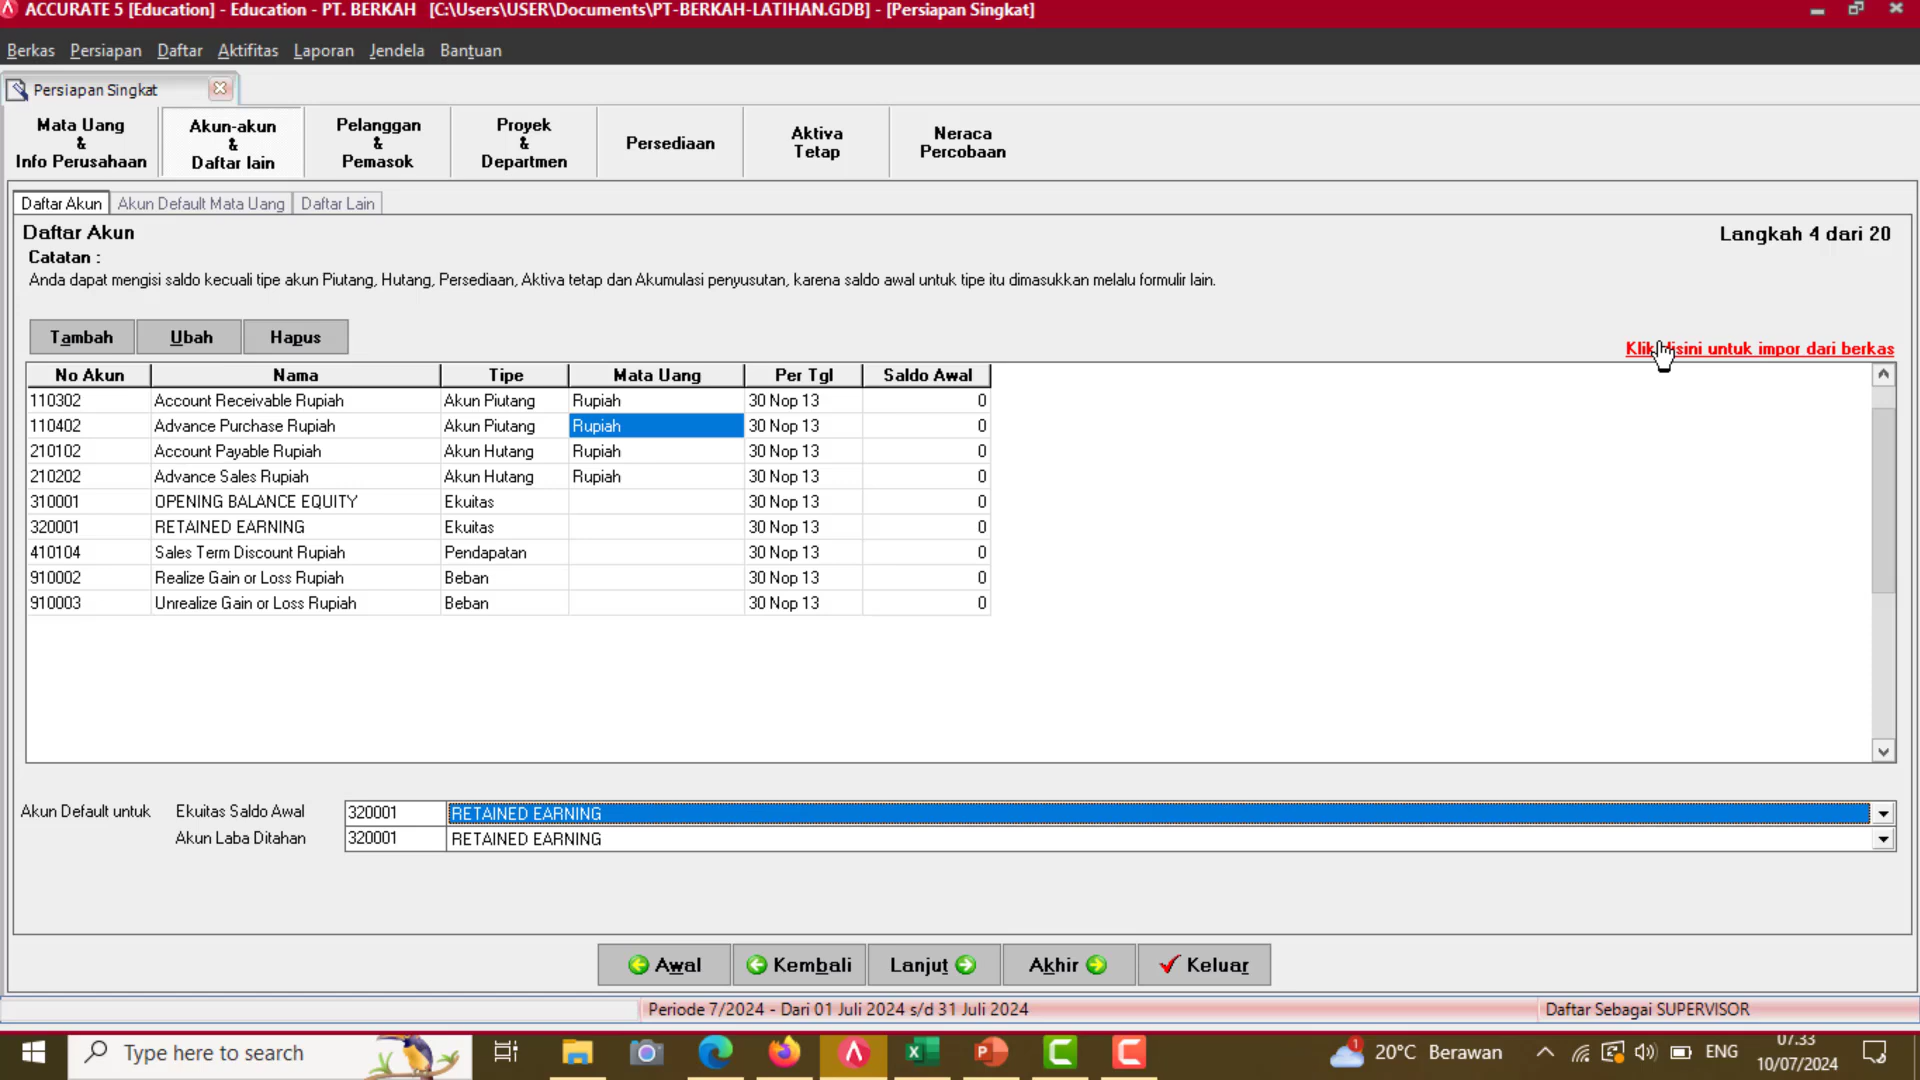 ACCURATE 5 [Education] - Education - PT. BERKAH [C:\Users\USER\Documents\PT-BERKAH-LATIHAN.GDB] - [Persiapan Singkat]
Berkas Persiapan Daftar Aktifitas Laporan Jendela Bantuan
Persiapan Singkat
Mata Uang & Info Perusahaan
Akun-akun & Daftar lain
Pelanggan & Pemasok
Proyek & Departmen
Persediaan
Aktiva Tetap
Neraca Percobaan
Daftar Akun Akun Default Mata Uang Daftar Lain
Daftar Akun Langkah 4 dari 20
Catatan :
Anda dapat mengisi saldo kecuali tipe akun Piutang, Hutang, Persediaan, Aktiva tetap dan Akumulasi penyusutan, karena saldo awal untuk tipe itu dimasukkan melalu formulir lain.
Tambah Ubah Hapus
Klik disini untuk impor dari berkas
No Akun Nama Tipe Mata Uang Per Tgl Saldo Awal
110302 Account Receivable Rupiah Akun Piutang Rupiah 30 Nop 13 0
110402 Advance Purchase Rupiah Akun Piutang Rupiah 30 Nop 13 0
210102 Account Payable Rupiah Akun Hutang Rupiah 30 Nop 13 0
210202 Advance Sales Rupiah Akun Hutang Rupiah 30 Nop 13 0
310001 OPENING BALANCE EQUITY Ekuitas 30 Nop 13 0
320001 RETAINED EARNING Ekuitas 30 Nop 13 0
410104 Sales Term Discount Rupiah Pendapatan 30 Nop 13 0
910002 Realize Gain or Loss Rupiah Beban 30 Nop 13 0
910003 Unrealize Gain or Loss Rupiah Beban 30 Nop 13 0
Akun Default untuk Ekuitas Saldo Awal 320001 RETAINED EARNING
Akun Laba Ditahan 320001 RETAINED EARNING
Awal Kembali Lanjut Akhir Keluar
Periode 7/2024 - Dari 01 Juli 2024 s/d 31 Juli 2024 Daftar Sebagai SUPERVISOR
Type here to search
1 20°C Berawan ENG
07.33
10/07/2024